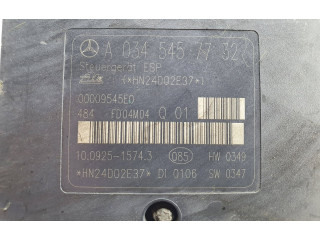 A 034 545 77 32
Steuergerät ESP
*HN24D02E37*
00009545E0
484 FD04M04 Q 01
10.0925-1574.3 085 HW 0349
*HN24D02E37* DI 0106 SW 0347